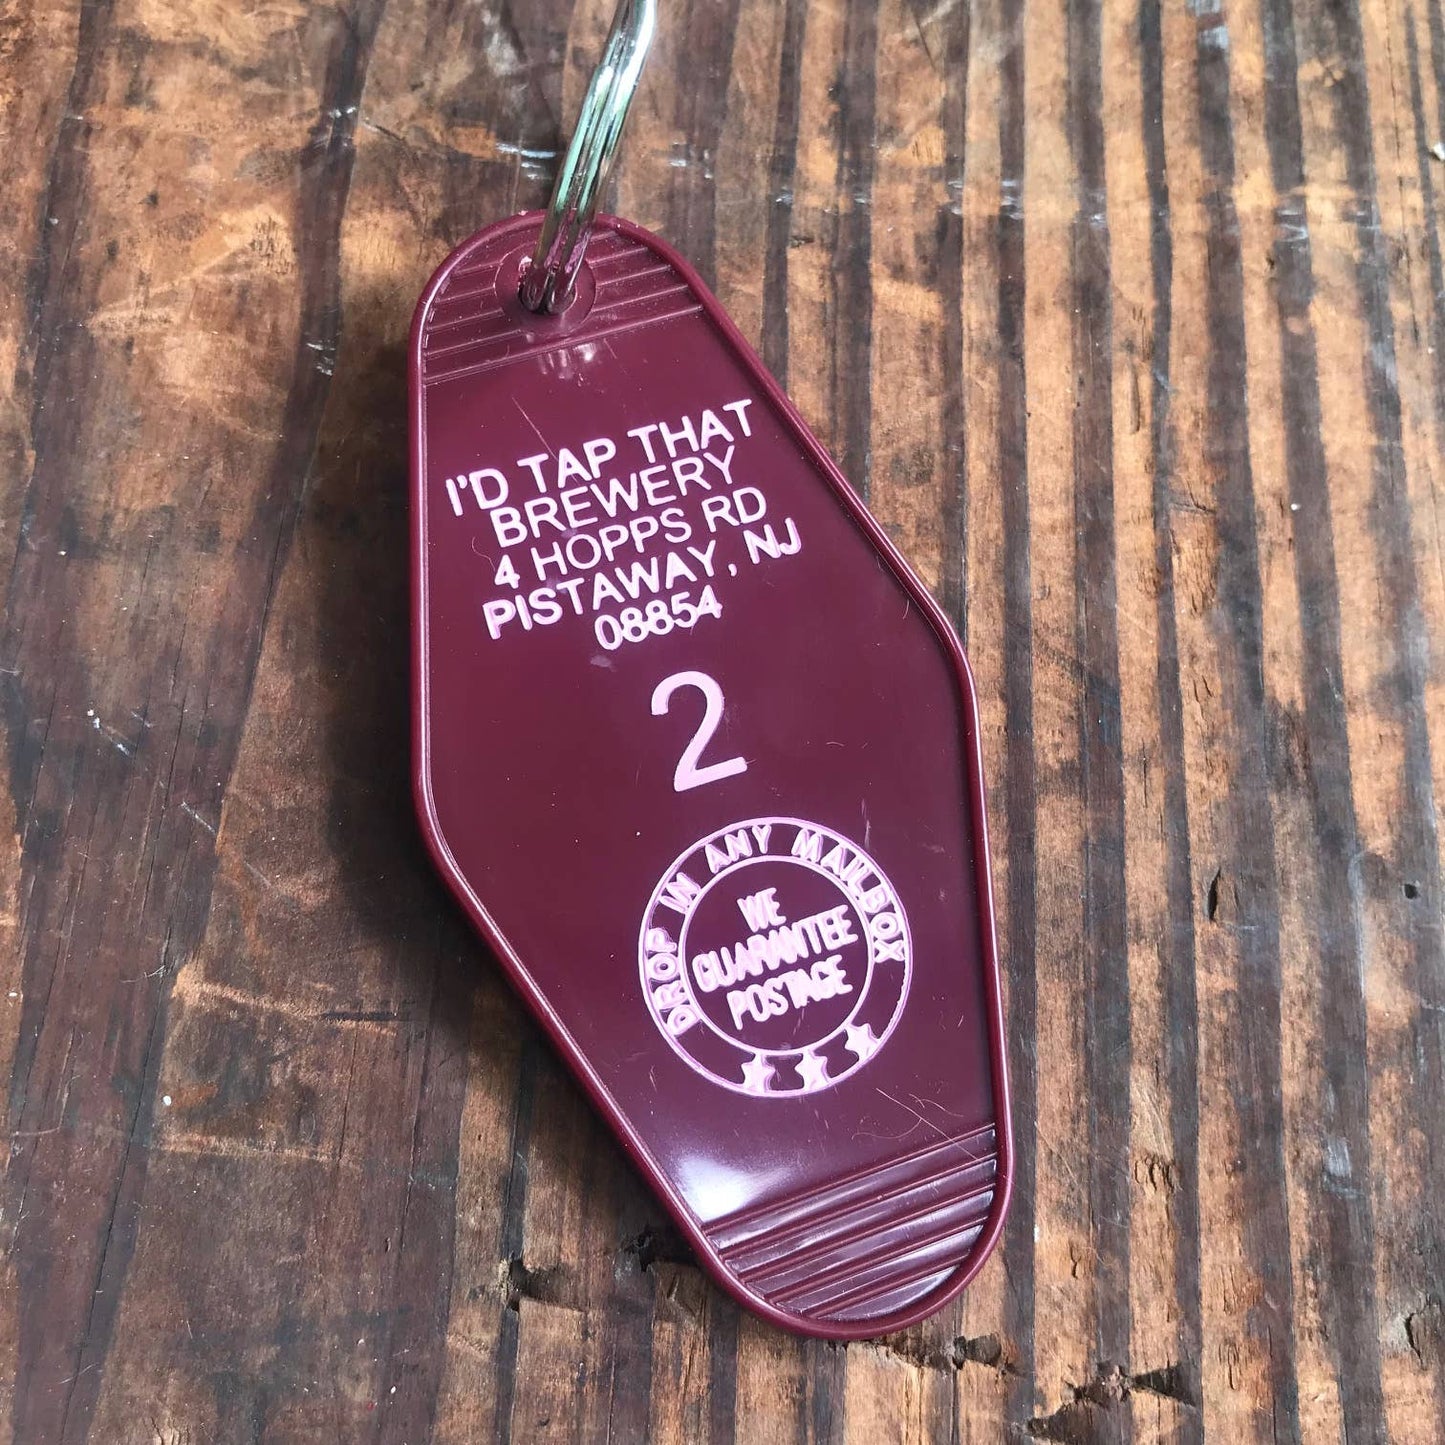 I'D TAP THAT
BREWERY
4 HOPPS RD
PISTAWAY, NJ
08854
2
DROP IN ANY MAILBOX
WE
GUARANTEE
POSTAGE